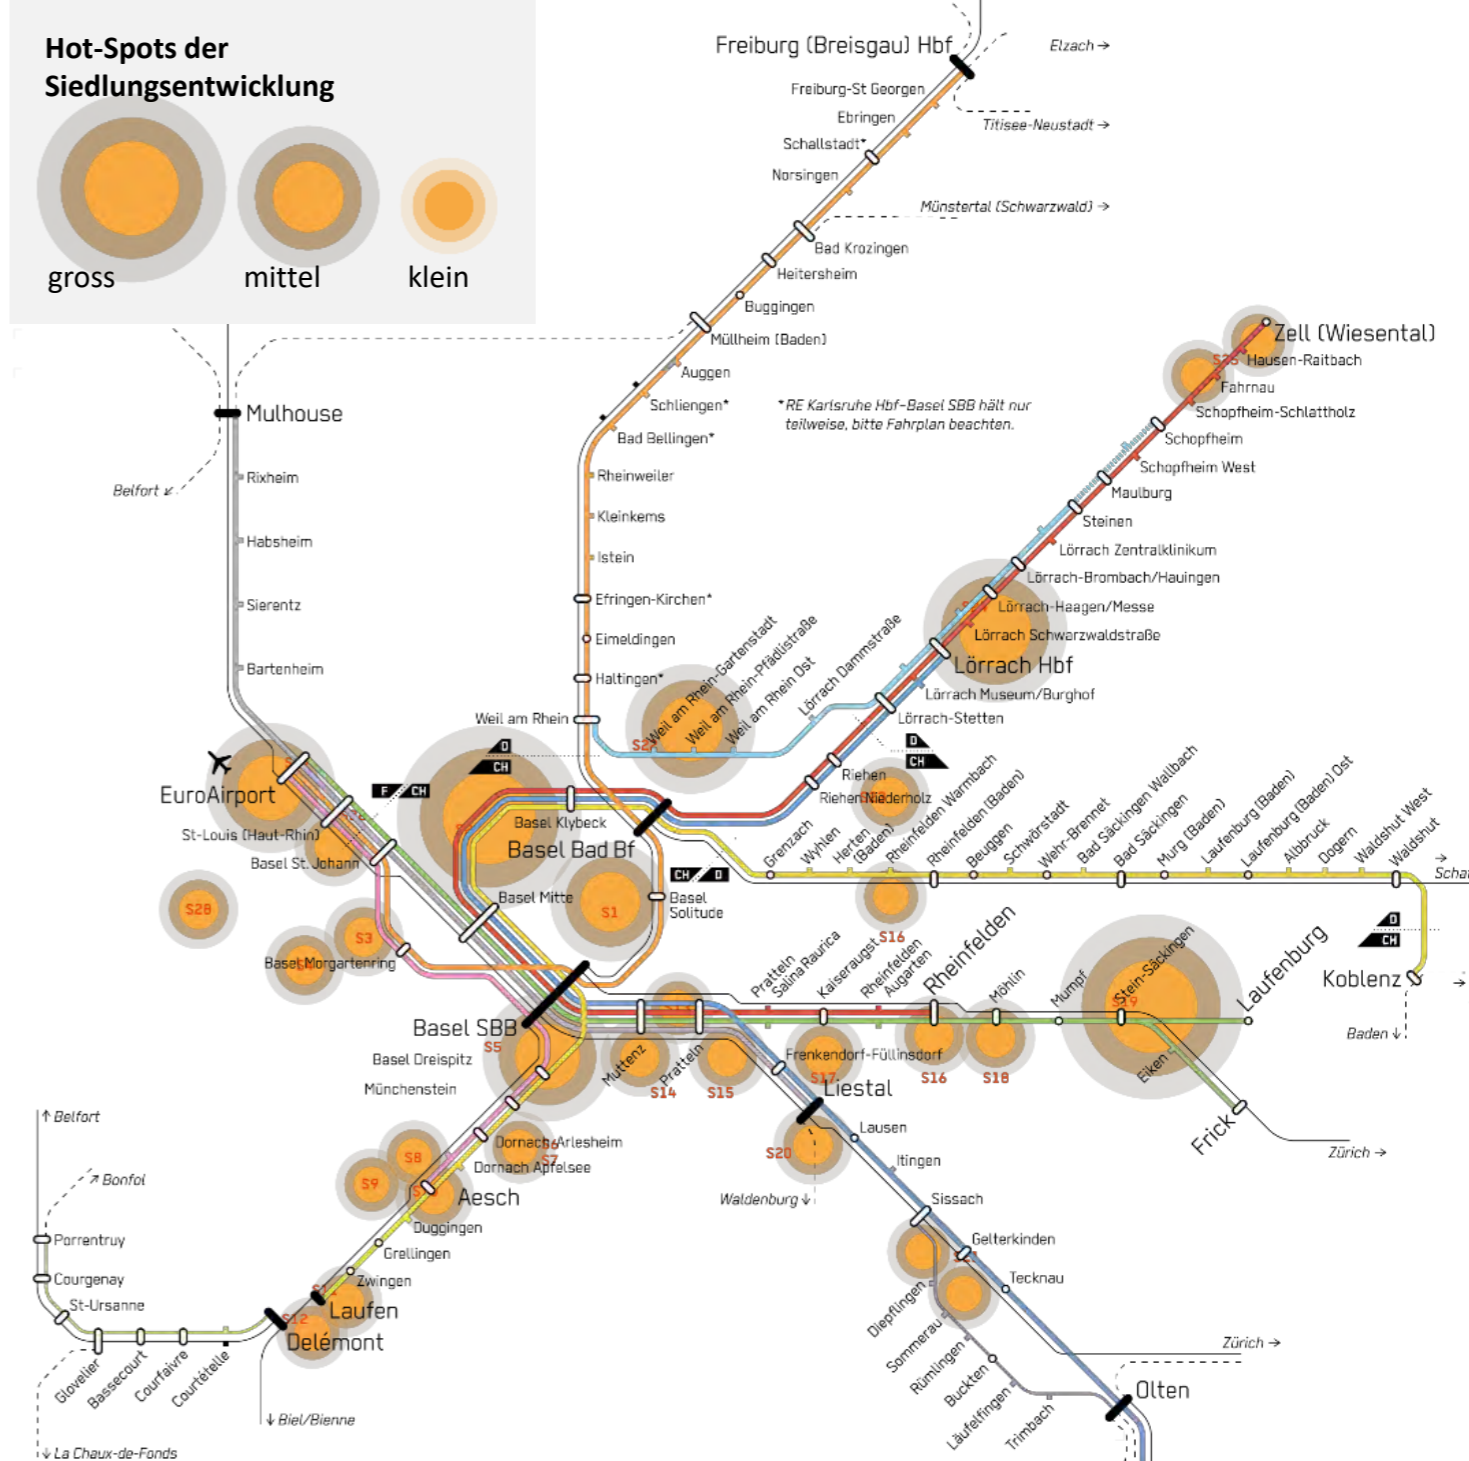 Hot-Spots der
Siedlungsentwicklung
gross
mittel
klein
Freiburg (Breisgau) Hbf
Elzach →
Freiburg-St Georgen
Ebringen
Titisee-Neustadt →
Schallstadt*
Norsingen
Münstertal (Schwarzwald) →
Bad Krozingen
Heitersheim
Buggingen
Müllheim (Baden)
Auggen
Schliengen*
Bad Bellingen*
*RE Karlsruhe Hbf–Basel SBB hält nur
teilweise, bitte Fahrplan beachten.
Rheinweiler
Kleinkems
Istein
Efringen-Kirchen*
Eimeldingen
Haltingen*
Weil am Rhein
Mulhouse
Belfort ↙
Rixheim
Habsheim
Sierentz
Bartenheim
Zell (Wiesental)
Hausen-Raitbach
Fahrnau
Schopfheim-Schlattholz
Schopfheim
Schopfheim West
Maulburg
Steinen
Lörrach Zentralklinikum
Lörrach-Brombach/Hauingen
Lörrach-Haagen/Messe
Lörrach Schwarzwaldstraße
Lörrach Hbf
Lörrach Museum/Burghof
Lörrach-Stetten
Lörrach Dammstraße
Weil am Rhein Ost
Weil am Rhein-Pfädlistraße
Weil am Rhein-Gartenstadt
D
CH
D
CH
Riehen
Riehen Niederholz
EuroAirport
F
CH
St-Louis (Haut-Rhin)
Basel St. Johann
Basel Klybeck
Basel Bad Bf
Basel Mitte
CH
D
Basel
Solitude
S1
S28
S3
Basel Morgartenring
Grenzach
Wyhlen
Herten
(Baden)
Rheinfelden Warmbach
Rheinfelden (Baden)
Beuggen
Schwörstadt
Wehr-Brennet
Bad Säckingen Wallbach
Bad Säckingen
Murg (Baden)
Laufenburg (Baden)
Laufenburg (Baden) Ost
Albbruck
Dogern
Waldshut West
Waldshut
→
Schaf
D
CH
Koblenz
→
Baden ↓
S16
Pratteln
Salina Raurica
Kaiseraugst
Rheinfelden
Augarten
Rheinfelden
Möhlin
Mumpf
Stein-Säckingen
S19
Laufenburg
Eiken
Frick
Zürich →
Basel SBB
S5
Basel Dreispitz
Münchenstein
Muttenz
Pratteln
S14
S15
Frenkendorf-Füllinsdorf
S17
S16
S18
Liestal
S20
Lausen
Itingen
Waldenburg ↓
Sissach
Gelterkinden
Tecknau
Diepflingen
Sommerau
Rümlingen
Buckten
Läufelfingen
Trimbach
Zürich →
Olten
Dornach-Arlesheim
S7
Dornach Apfelsee
S8
S9
Aesch
Duggingen
Grellingen
Zwingen
Laufen
S12
Delémont
↑ Belfort
↗ Bonfol
Porrentruy
Courgenay
St-Ursanne
Glovelier
Bassecourt
Courfaivre
Courtételle
↓ Biel/Bienne
↓ La Chaux-de-Fonds